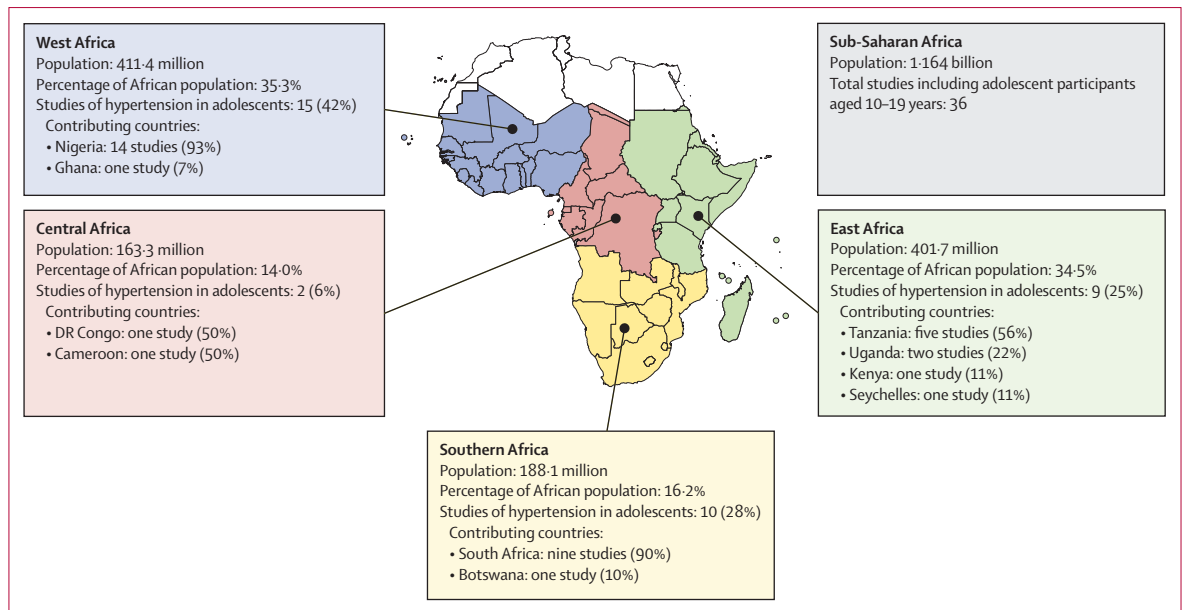 West Africa
Population: 411·4 million
Percentage of African population: 35·3%
Studies of hypertension in adolescents: 15 (42%)
Contributing countries:
• Nigeria: 14 studies (93%)
• Ghana: one study (7%)
Sub-Saharan Africa
Population: 1·164 billion
Total studies including adolescent participants
aged 10–19 years: 36
Central Africa
Population: 163·3 million
Percentage of African population: 14·0%
Studies of hypertension in adolescents: 2 (6%)
Contributing countries:
• DR Congo: one study (50%)
• Cameroon: one study (50%)
East Africa
Population: 401·7 million
Percentage of African population: 34·5%
Studies of hypertension in adolescents: 9 (25%)
Contributing countries:
• Tanzania: five studies (56%)
• Uganda: two studies (22%)
• Kenya: one study (11%)
• Seychelles: one study (11%)
Southern Africa
Population: 188·1 million
Percentage of African population: 16·2%
Studies of hypertension in adolescents: 10 (28%)
Contributing countries:
• South Africa: nine studies (90%)
• Botswana: one study (10%)